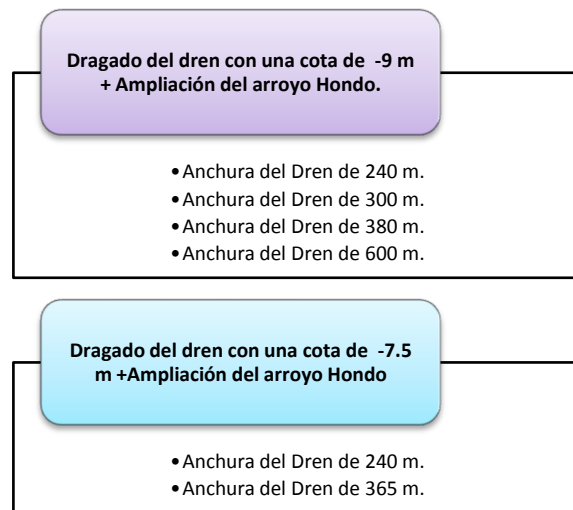 Dragado del dren con una cota de -9 m
+ Ampliación del arroyo Hondo.
•Anchura del Dren de 240 m.
•Anchura del Dren de 300 m.
•Anchura del Dren de 380 m.
•Anchura del Dren de 600 m.
Dragado del dren con una cota de -7.5
m +Ampliación del arroyo Hondo
•Anchura del Dren de 240 m.
•Anchura del Dren de 365 m.